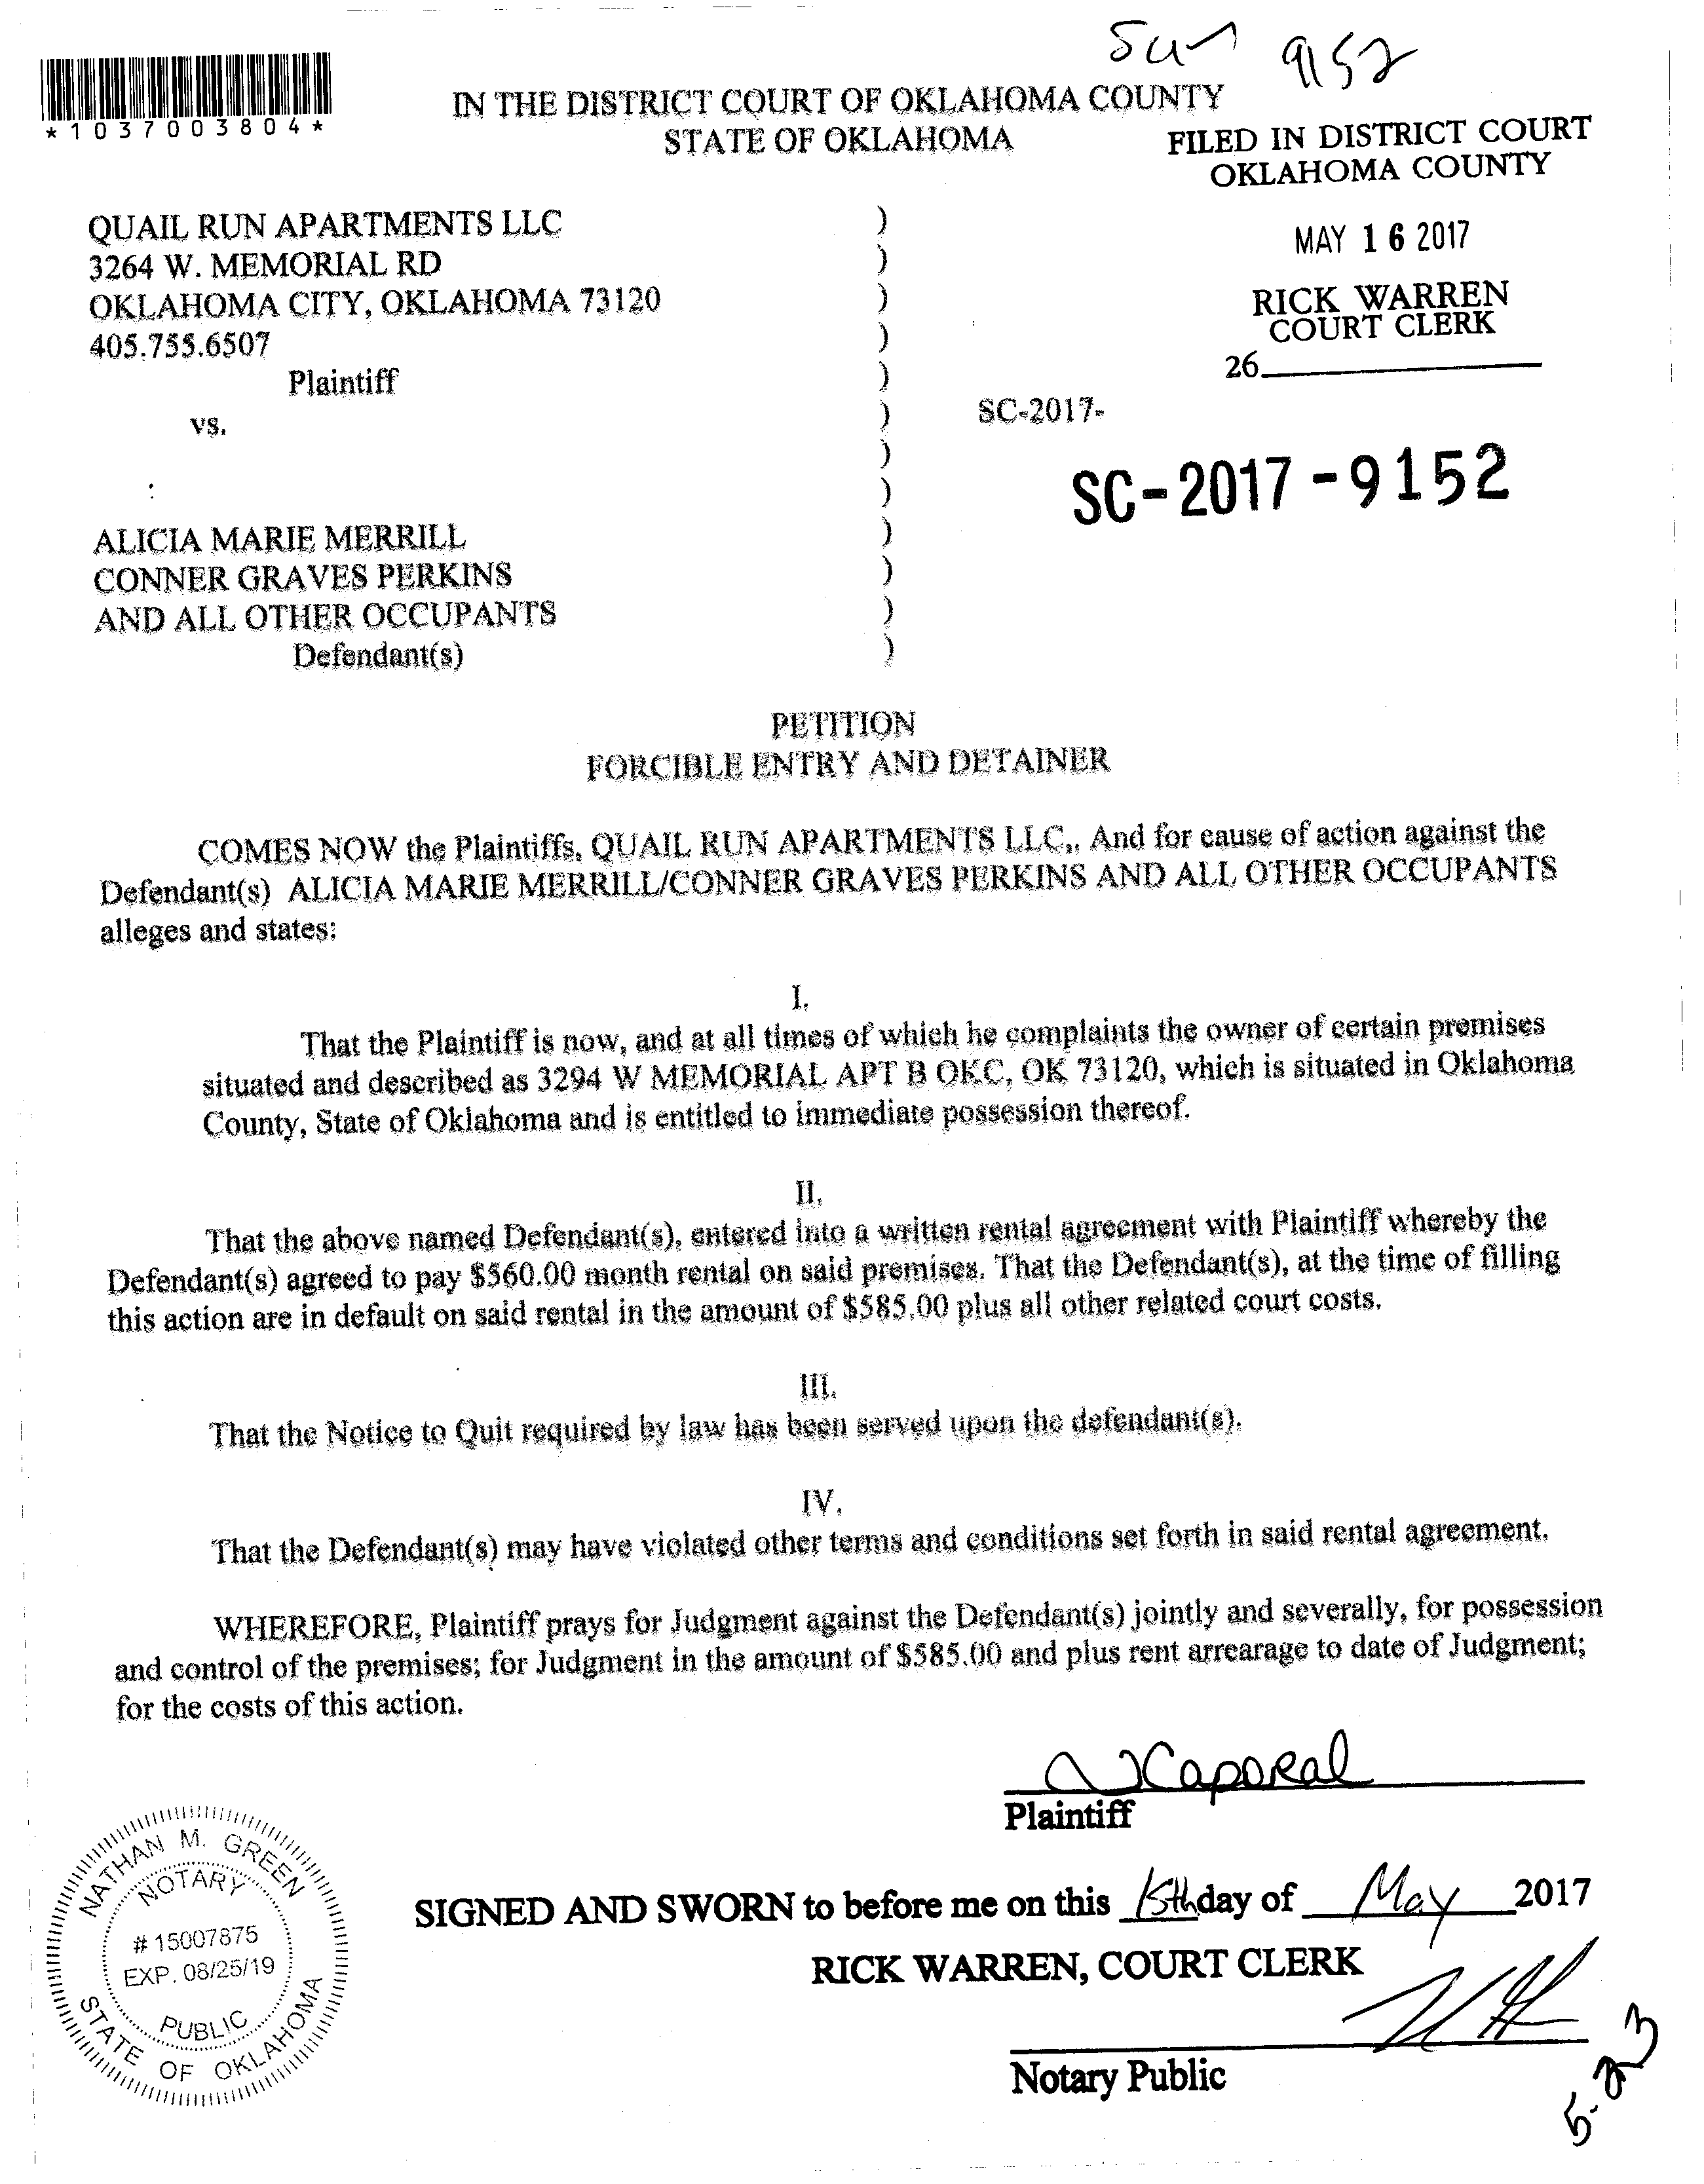 9152
*1037003804*
IN THE DISTRICT COURT OF OKLAHOMA COUNTY
STATE OF OKLAHOMA
FILED IN DISTRICT COURT
OKLAHOMA COUNTY
MAY 16 2017
RICK WARREN
COURT CLERK
26
QUAIL RUN APARTMENTS LLC
3264 W. MEMORIAL RD
OKLAHOMA CITY, OKLAHOMA 73120
405.755.6507
Plaintiff
vs.
SC-2017-
SC-2017-9152
ALICIA MARIE MERRILL
CONNER GRAVES PERKINS
AND ALL OTHER OCCUPANTS
Defendant(s)
PETITION
FORCIBLE ENTRY AND DETAINER
COMES NOW the Plaintiffs, QUAIL RUN APARTMENTS LLC,. And for cause of action against the
Defendant(s) ALICIA MARIE MERRILL/CONNER GRAVES PERKINS AND ALL OTHER OCCUPANTS
alleges and states:
I.
That the Plaintiff is now, and at all times of which he complaints the owner of certain premises
situated and described as 3294 W MEMORIAL APT B OKC, OK 73120, which is situated in Oklahoma
County, State of Oklahoma and is entitled to immediate possession thereof.
II.
That the above named Defendant(s), entered into a written rental agreement with Plaintiff whereby the
Defendant(s) agreed to pay $560.00 month rental on said premises. That the Defendant(s), at the time of filling
this action are in default on said rental in the amount of $585.00 plus all other related court costs.
III.
That the Notice to Quit required by law has been served upon the defendant(s).
IV.
That the Defendant(s) may have violated other terms and conditions set forth in said rental agreement.
WHEREFORE, Plaintiff prays for Judgment against the Defendant(s) jointly and severally, for possession
and control of the premises; for Judgment in the amount of $585.00 and plus rent arrearage to date of Judgment;
for the costs of this action.
Caporal
Plaintiff
SIGNED AND SWORN to before me on this 15th day of May 2017
RICK WARREN, COURT CLERK
Notary Public
NATHAN M. GREEN
NOTARY
# 15007875
EXP. 08/25/19
PUBLIC
STATE OF OKLAHOMA
5-23